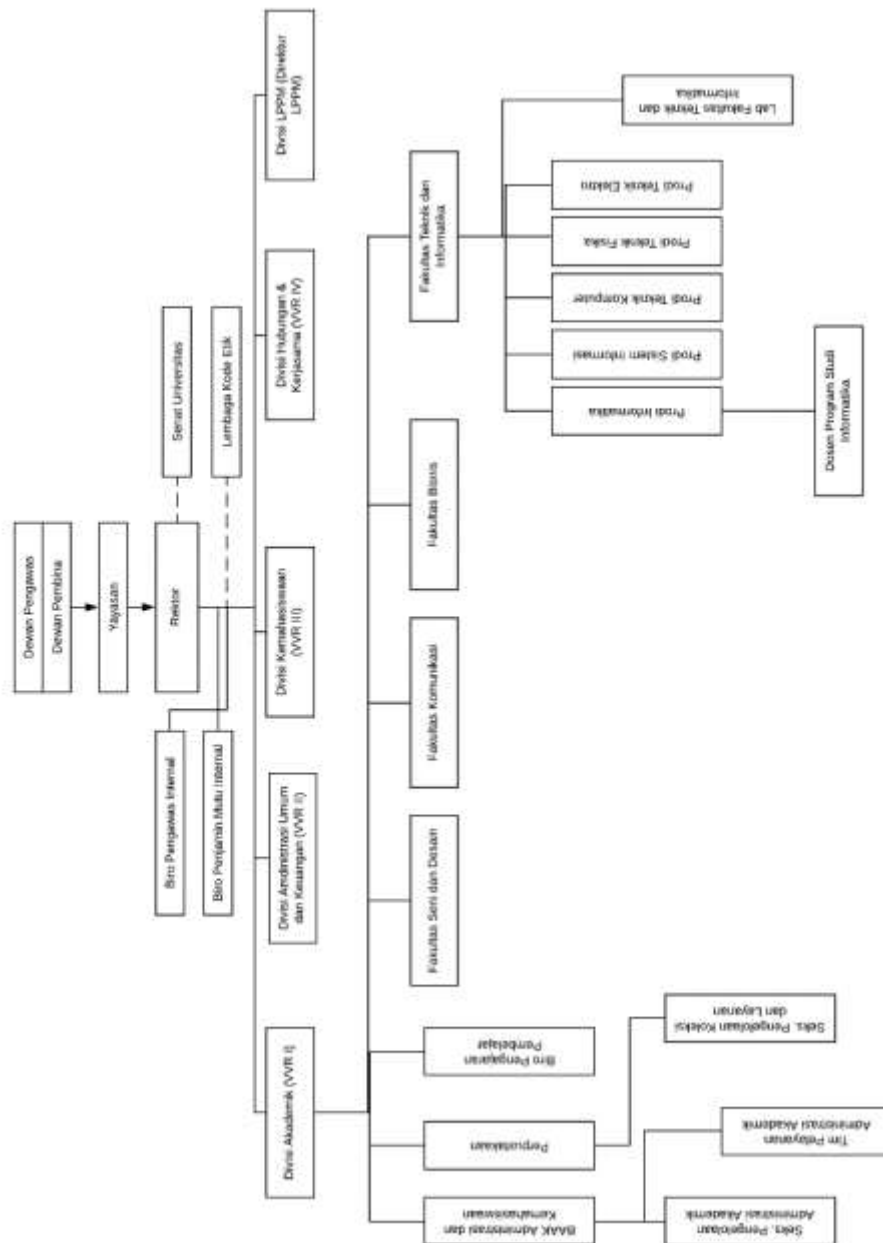 Dewan Pengawas
Dewan Pembina
Yayasan
Rektor
Senat Universitas
Lembaga Kode Etik
Biru Pengawas Internal
Biro Penjamin Mutu Internal
Divisi Akademik (VVR I)
Divisi Amdinistrasi Umum
dan Keuangan (VVR II)
Divisi Kemahasiswaan
(VVR III)
Divisi Hubungan &
Kerjasama (VVR IV)
Divisi LPPM (Direktur
LPPM)
BAAK Administrasi dan
Kemahasiswaan
Perpustakaan
Biro Pengajaran
Pembelajar
Fakultas Seni dan Desain
Fakultas Komunikasi
Fakultas Bisnis
Fakultas Teknik dan
Informatika
Seks. Pengelolaan
Administrasi Akademik
Tim Pelayanan
Administrasi Akademik
Seks. Pengelolaan Koleksi
dan Layanan
Prodi Informatika
Prodi Sistem Informasi
Prodi Teknik Komputer
Prodi Teknik Fisika
Prodi Teknik Elektro
Lab Fakultas Teknik dan
Informatika
Dosen Program Studi
Informatika